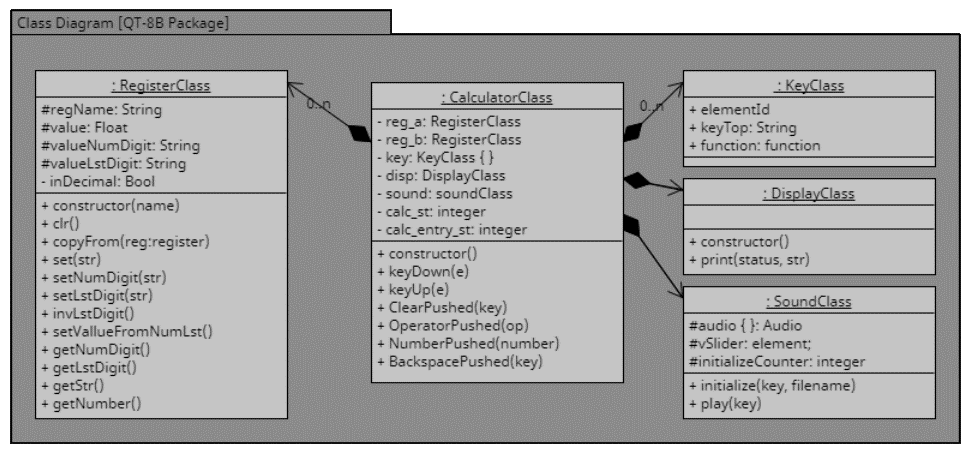 Class Diagram [QT-8B Package]
: RegisterClass
#regName: String
#value: Float
#valueNumDigit: String
#valueLstDigit: String
- inDecimal: Bool
+ constructor(name)
+ clr()
+ copyFrom(reg:register)
+ set(str)
+ setNumDigit(str)
+ setLstDigit(str)
+ invLstDigit()
+ setVallueFromNumLst()
+ getNumDigit()
+ getLstDigit()
+ getStr()
+ getNumber()
0..n
: CalculatorClass
- reg_a: RegisterClass
- reg_b: RegisterClass
- key: KeyClass { }
- disp: DisplayClass
- sound: soundClass
- calc_st: integer
- calc_entry_st: integer
+ constructor()
+ keyDown(e)
+ keyUp(e)
+ ClearPushed(key)
+ OperatorPushed(op)
+ NumberPushed(number)
+ BackspacePushed(key)
0..n
: KeyClass
+ elementId
+ keyTop: String
+ function: function
: DisplayClass
+ constructor()
+ print(status, str)
: SoundClass
#audio { }: Audio
#vSlider: element;
#initializeCounter: integer
+ initialize(key, filename)
+ play(key)